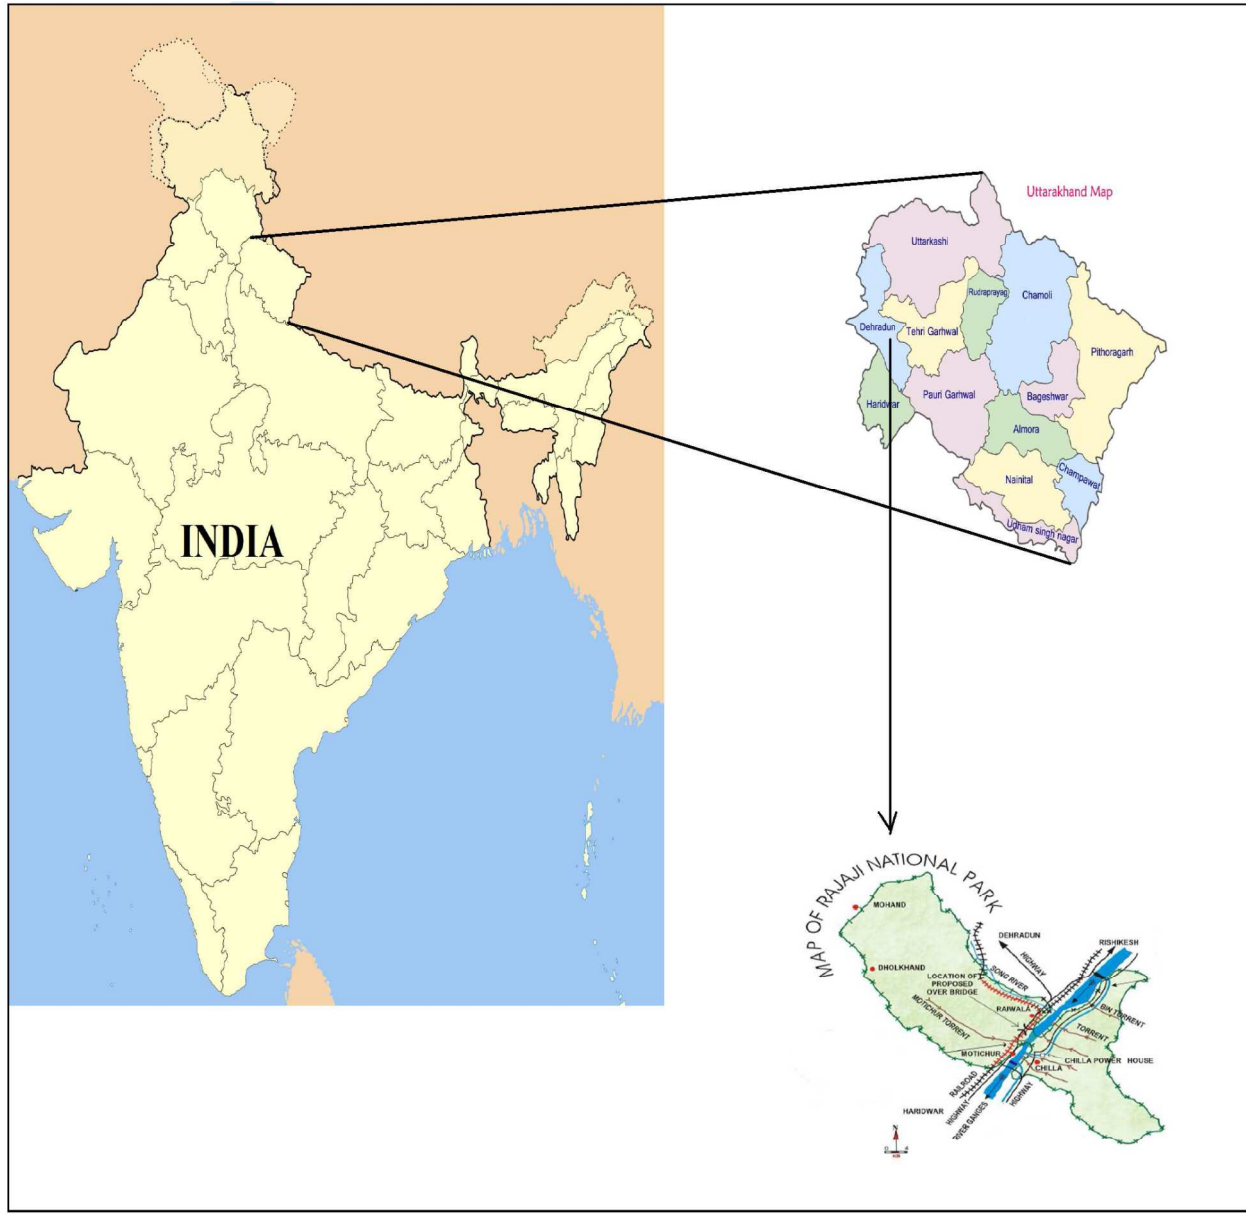 INDIA
Uttarakhand Map
Uttarkashi
Rudraprayag
Chamoli
Dehradun
Tehri Garhwal
Pithoragarh
Pauri Garhwal
Bageshwar
Haridwar
Almora
Champawat
Nainital
Udham singh nagar
MAP OF RAJAJI NATIONAL PARK
MOHAND
DEHRADUN
RISHIKESH
HIGHWAY
DHOLKHAND
SONG RIVER
LOCATION OF
PROPOSED
OVER BRIDGE
MOTICHUR TORRENT
RAIWALA
BIN TORRENT
TORRENT
MOTICHUR
CHILLA POWER HOUSE
CHILLA
RAILROAD
HIGHWAY
HIGHWAY
HARIDWAR
RIVER GANGES
N